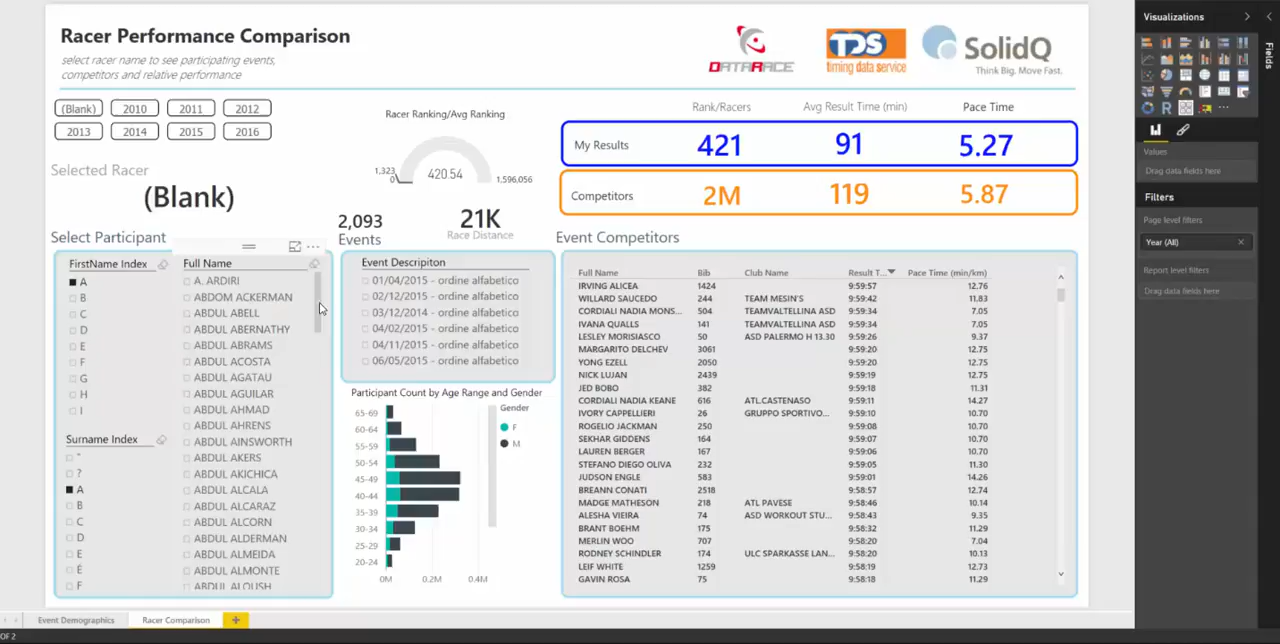 Racer Performance Comparison
select racer name to see participating events,
competitors and relative performance
DATARACE
TDS
timing data service
SolidQ
Think Big. Move Fast.
(Blank) 2010 2011 2012
2013 2014 2015 2016
Selected Racer
(Blank)
Racer Ranking/Avg Ranking
1,323
0
420.54
1,596,056
2,093
Events
21K
Race Distance
Rank/Racers Avg Result Time (min) Pace Time
My Results 421 91 5.27
Competitors 2M 119 5.87
Select Participant
FirstName Index
A
B
C
D
E
F
G
H
I
Surname Index
"
?
A
B
C
D
E
É
F
Full Name
A. ARDIRI
ABDOM ACKERMAN
ABDUL ABELL
ABDUL ABERNATHY
ABDUL ABRAMS
ABDUL ACOSTA
ABDUL AGATAU
ABDUL AGUILAR
ABDUL AHMAD
ABDUL AHRENS
ABDUL AINSWORTH
ABDUL AKERS
ABDUL AKICHICA
ABDUL ALCALA
ABDUL ALCARAZ
ABDUL ALCORN
ABDUL ALDERMAN
ABDUL ALMEIDA
ABDUL ALMONTE
ABDUL ALOUSH
Event Descripiton
01/04/2015 - ordine alfabetico
02/12/2015 - ordine alfabetico
03/12/2014 - ordine alfabetico
04/02/2015 - ordine alfabetico
04/11/2015 - ordine alfabetico
06/05/2015 - ordine alfabetico
Participant Count by Age Range and Gender
65-69
60-64
55-59
50-54
45-49
40-44
35-39
30-34
25-29
20-24
0M 0.2M 0.4M
Gender
F
M
Event Competitors
Full Name Bib Club Name Result T... Pace Time (min/km)
IRVING ALICEA 1424 9:59:57 12.76
WILLARD SAUCEDO 244 TEAM MESIN'S 9:59:42 11.83
CORDIALI NADIA MONS... 504 TEAMVALTELLINA ASD 9:59:34 7.05
IVANA QUALLS 141 TEAMVALTELLINA ASD 9:59:34 7.05
LESLEY MORISIASCO 50 ASD PALERMO H 13.30 9:59:26 9.37
MARGARITO DELCHEV 3061 9:59:20 12.75
YONG EZELL 2050 9:59:20 12.75
NICK LUJAN 2439 9:59:19 12.75
JED BOBO 382 9:59:18 11.31
CORDIALI NADIA KEANE 616 ATL.CASTENASO 9:59:11 14.27
IVORY CAPPELLIERI 26 GRUPPO SPORTIVO... 9:59:10 10.70
ROGELIO JACKMAN 250 9:59:08 10.70
SEKHAR GIDDENS 164 9:59:07 10.70
LAUREN BERGER 167 9:59:06 10.70
STEFANO DIEGO OLIVA 232 9:59:05 11.30
JUDSON ENGLE 583 9:59:01 14.26
BREANN CONATI 2518 9:58:57 12.74
MADGE MATHESON 218 ATL PAVESE 9:58:46 10.14
ALESHA VIEIRA 74 ASD WORKOUT STU... 9:58:43 9.35
BRANT BOEHM 175 9:58:32 11.29
MERLIN WOO 707 9:58:22 7.04
RODNEY SCHINDLER 174 ULC SPARKASSE LAN... 9:58:20 10.13
LEIF WHITE 1259 9:58:19 12.73
GAVIN ROSA 75 9:58:18 11.29
Visualizations
Fields
R
Values
Drag data fields here
Filters
Page level filters
Year (All)
Report level filters
Drag data fields here
Event Demographics Racer Comparison
OF 2